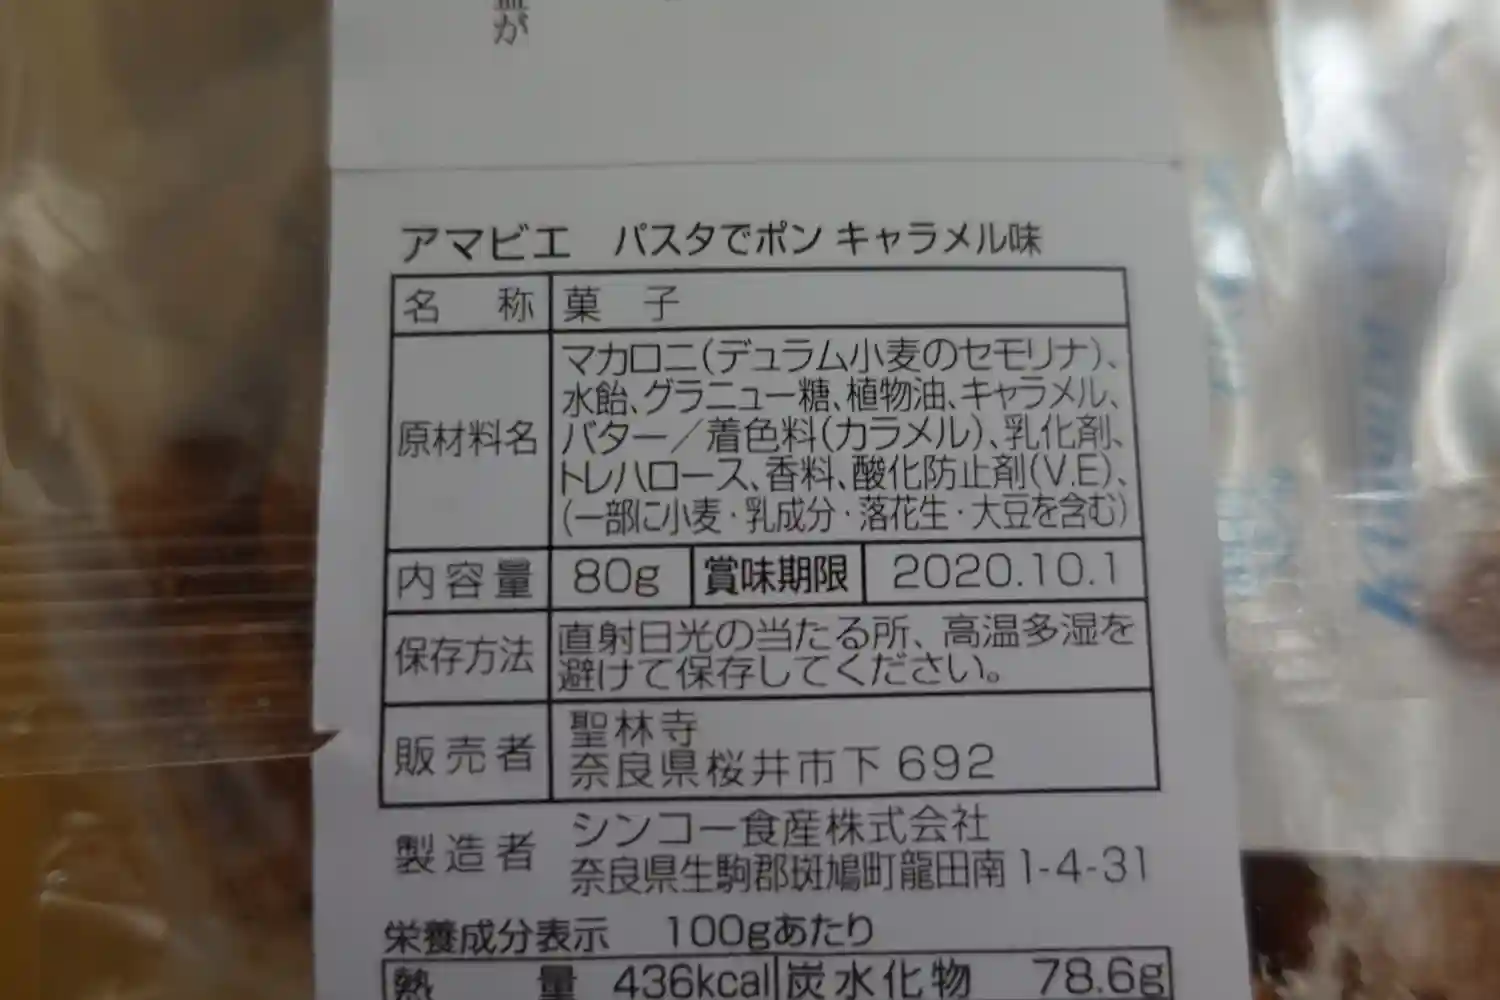 が
アマビエ パスタでポン キャラメル味
名称 菓子
原材料名 マカロニ(デュラム小麦のセモリナ)、
水飴、グラニュー糖、植物油、キャラメル、
バター／着色料(カラメル)、乳化剤、
トレハロース、香料、酸化防止剤(V.E)、
(一部に小麦・乳成分・落花生・大豆を含む)
内容量 80g 賞味期限 2020.10.1
保存方法 直射日光の当たる所、高温多湿を
避けて保存してください。
販売者 聖林寺
奈良県桜井市下692
製造者 シンコー食産株式会社
奈良県生駒郡斑鳩町龍田南1-4-31
栄養成分表示 100gあたり
熱量 436kcal 炭水化物 78.6g